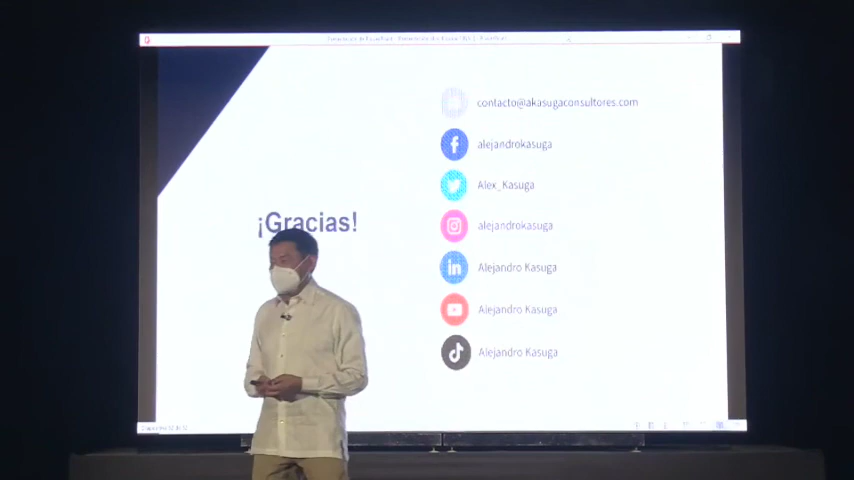 contacto@akasugaconsultores.com
alejandrokasuga
Alex_Kasuga
¡Gracias!
alejandrokasuga
Alejandro Kasuga
Alejandro Kasuga
Alejandro Kasuga